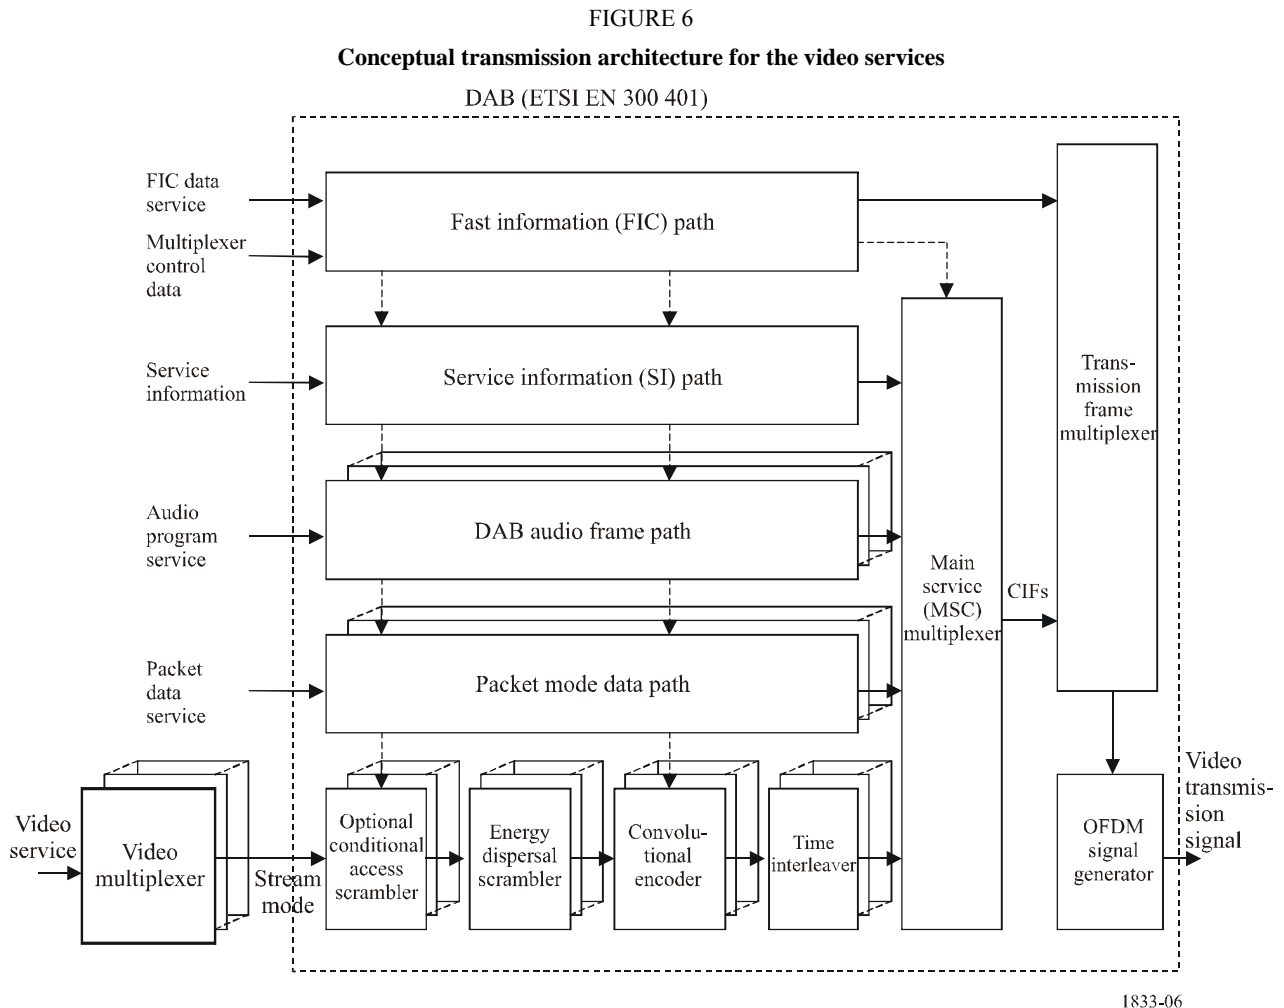 FIGURE 6
Conceptual transmission architecture for the video services
DAB (ETSI EN 300 401)
FIC data
service
Fast information (FIC) path
Multiplexer
control
data
Service
information
Service information (SI) path
Trans-
mission
frame
multiplexer
Audio
program
service
DAB audio frame path
Main
service
(MSC)
multiplexer
CIFs
Packet
data
service
Packet mode data path
Video
service
Video
multiplexer
Stream
mode
Optional
conditional
access
scrambler
Energy
dispersal
scrambler
Convolu-
tional
encoder
Time
interleaver
OFDM
signal
generator
Video
transmis-
sion
signal
1833-06